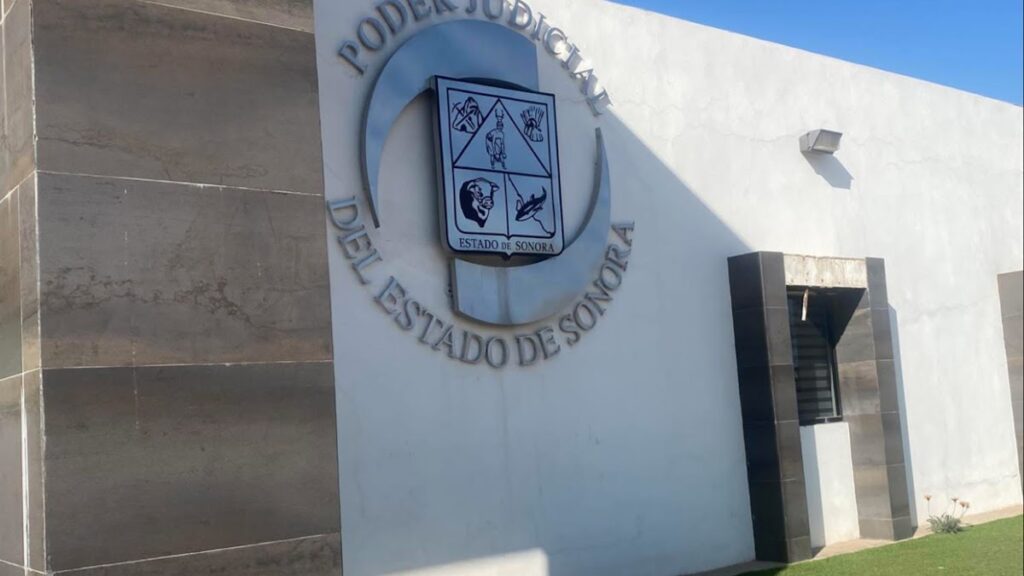 PODER JUDICIAL
ESTADO DE SONORA
DEL ESTADO DE SONORA